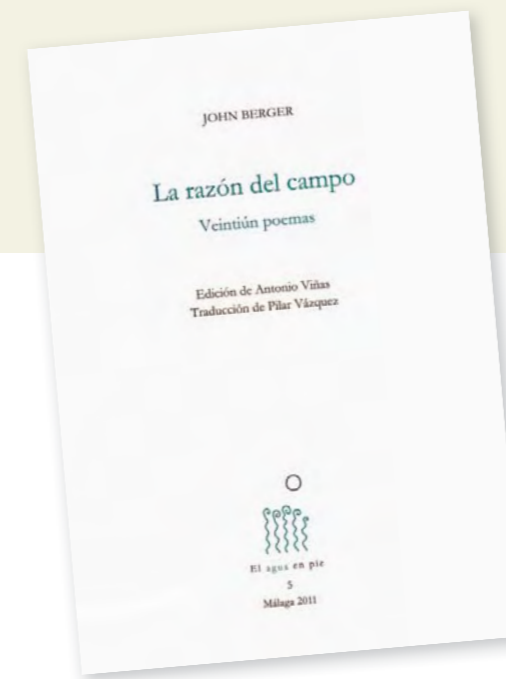 JOHN BERGER
La razón del campo
Veintiún poemas
Edición de Antonio Viñas
Traducción de Pilar Vázquez
El agua en pie
5
Málaga 2011